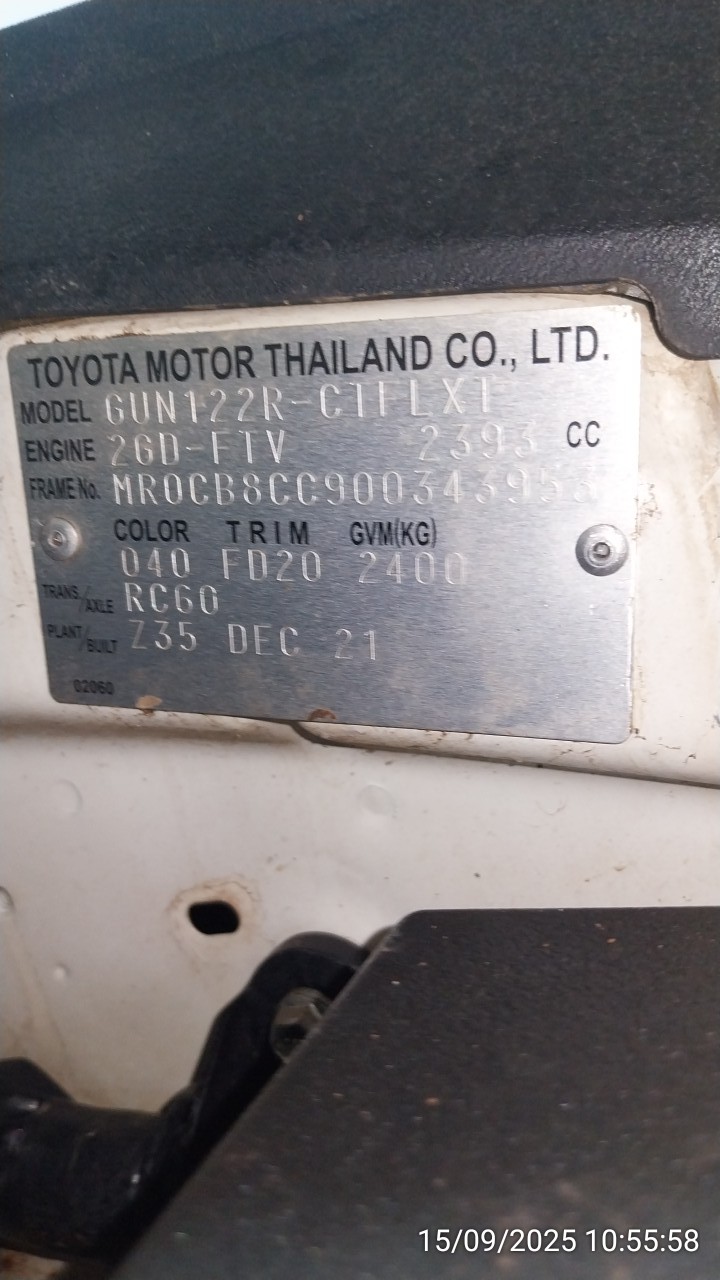 TOYOTA MOTOR THAILAND CO., LTD.
MODEL GUN122R-CTFLXT
ENGINE 2GD-FTV 2393 CC
FRAME No. MR0CB8CC900343953
COLOR TRIM GVM(KG)
040 FD20 2400
TRANS/AXLE RC60
PLANT/BUILT Z35 DEC 21
02060
15/09/2025 10:55:58